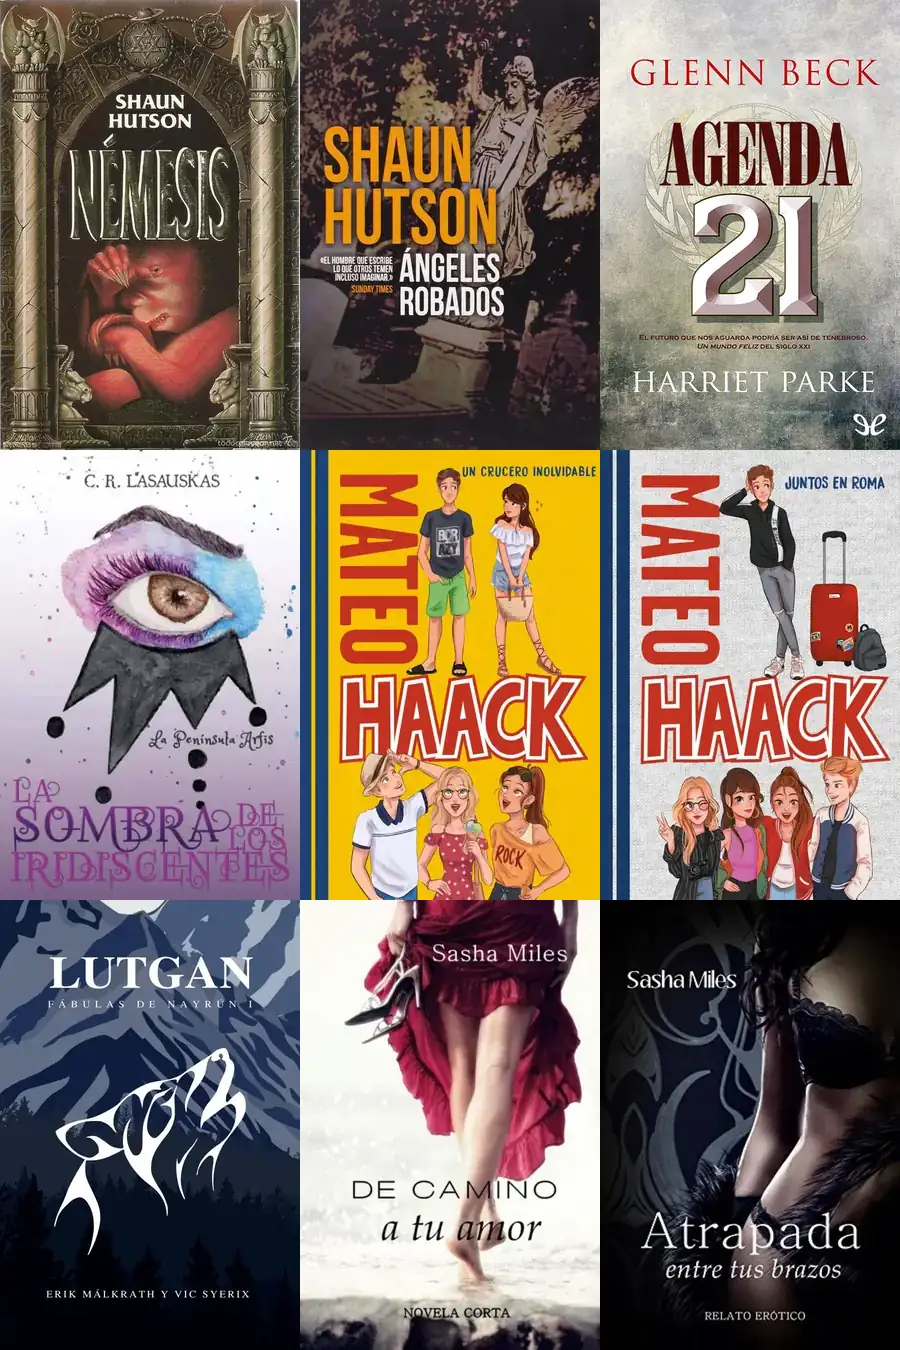 SHAUN
HUTSON
NÉMESIS
todocoleccion.net
SHAUN
HUTSON
«EL HOMBRE QUE ESCRIBE
LO QUE OTROS TEMEN
INCLUSO IMAGINAR.»
SUNDAY TIMES
ÁNGELES
ROBADOS
GLENN BECK
AGENDA
21
EL FUTURO QUE NOS AGUARDA PODRÍA SER ASÍ DE TENEBROSO.
UN MUNDO FELIZ DEL SIGLO XXI
HARRIET PARKE
C. R. LASAUSKAS
La Península Arfis
LA
SOMBRA DE
LOS
IRIDISCENTES
UN CRUCERO INOLVIDABLE
MATEO
HAACK
BOR
AZY
ROCK
JUNTOS EN ROMA
MATEO
HAACK
LUTGAN
FÁBULAS DE NAYRÚN I
ERIK MÁLKRATH Y VIC SYERIX
Sasha Miles
DE CAMINO
a tu amor
NOVELA CORTA
Sasha Miles
Atrapada
entre tus brazos
RELATO ERÓTICO